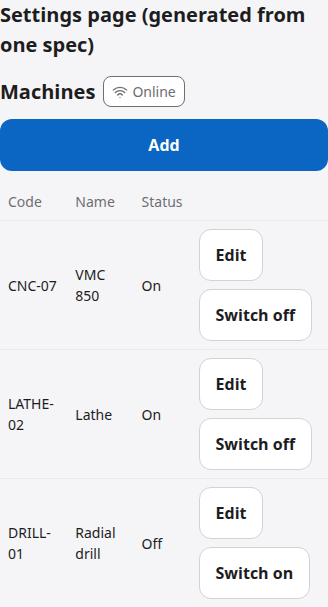 Settings page (generated from
one spec)
Machines Online
Add
Code Name Status
CNC-07 VMC 850 On Edit
Switch off
LATHE-02 Lathe On Edit
Switch off
DRILL-01 Radial drill Off Edit
Switch on